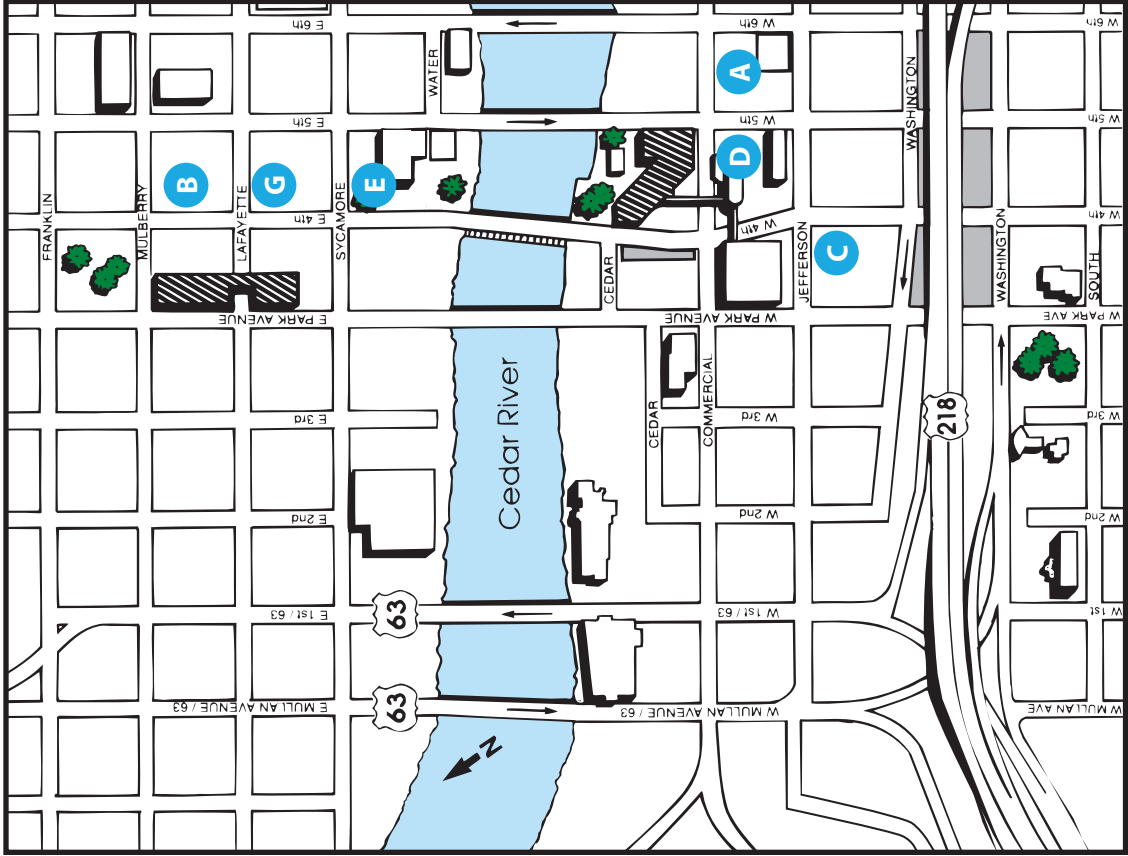 E 6th
W 6th
W 6th
WATER
A
WASHINGTON
E 5th
W 5th
W 5th
FRANKLIN
MULBERRY
B
LAFAYETTE
G
SYCAMORE
E
D
E 4th
W 4th
W 4th
CEDAR
JEFFERSON
C
WASHINGTON
SOUTH
E PARK AVENUE
W PARK AVENUE
W PARK AVE
Cedar River
CEDAR
COMMERCIAL
218
E 3rd
W 3rd
W 3rd
E 2nd
W 2nd
W 2nd
E 1st / 63
63
W 1st / 63
W 1st
E MULLAN AVENUE / 63
63
W MULLAN AVENUE / 63
W MULLAN AVE
N